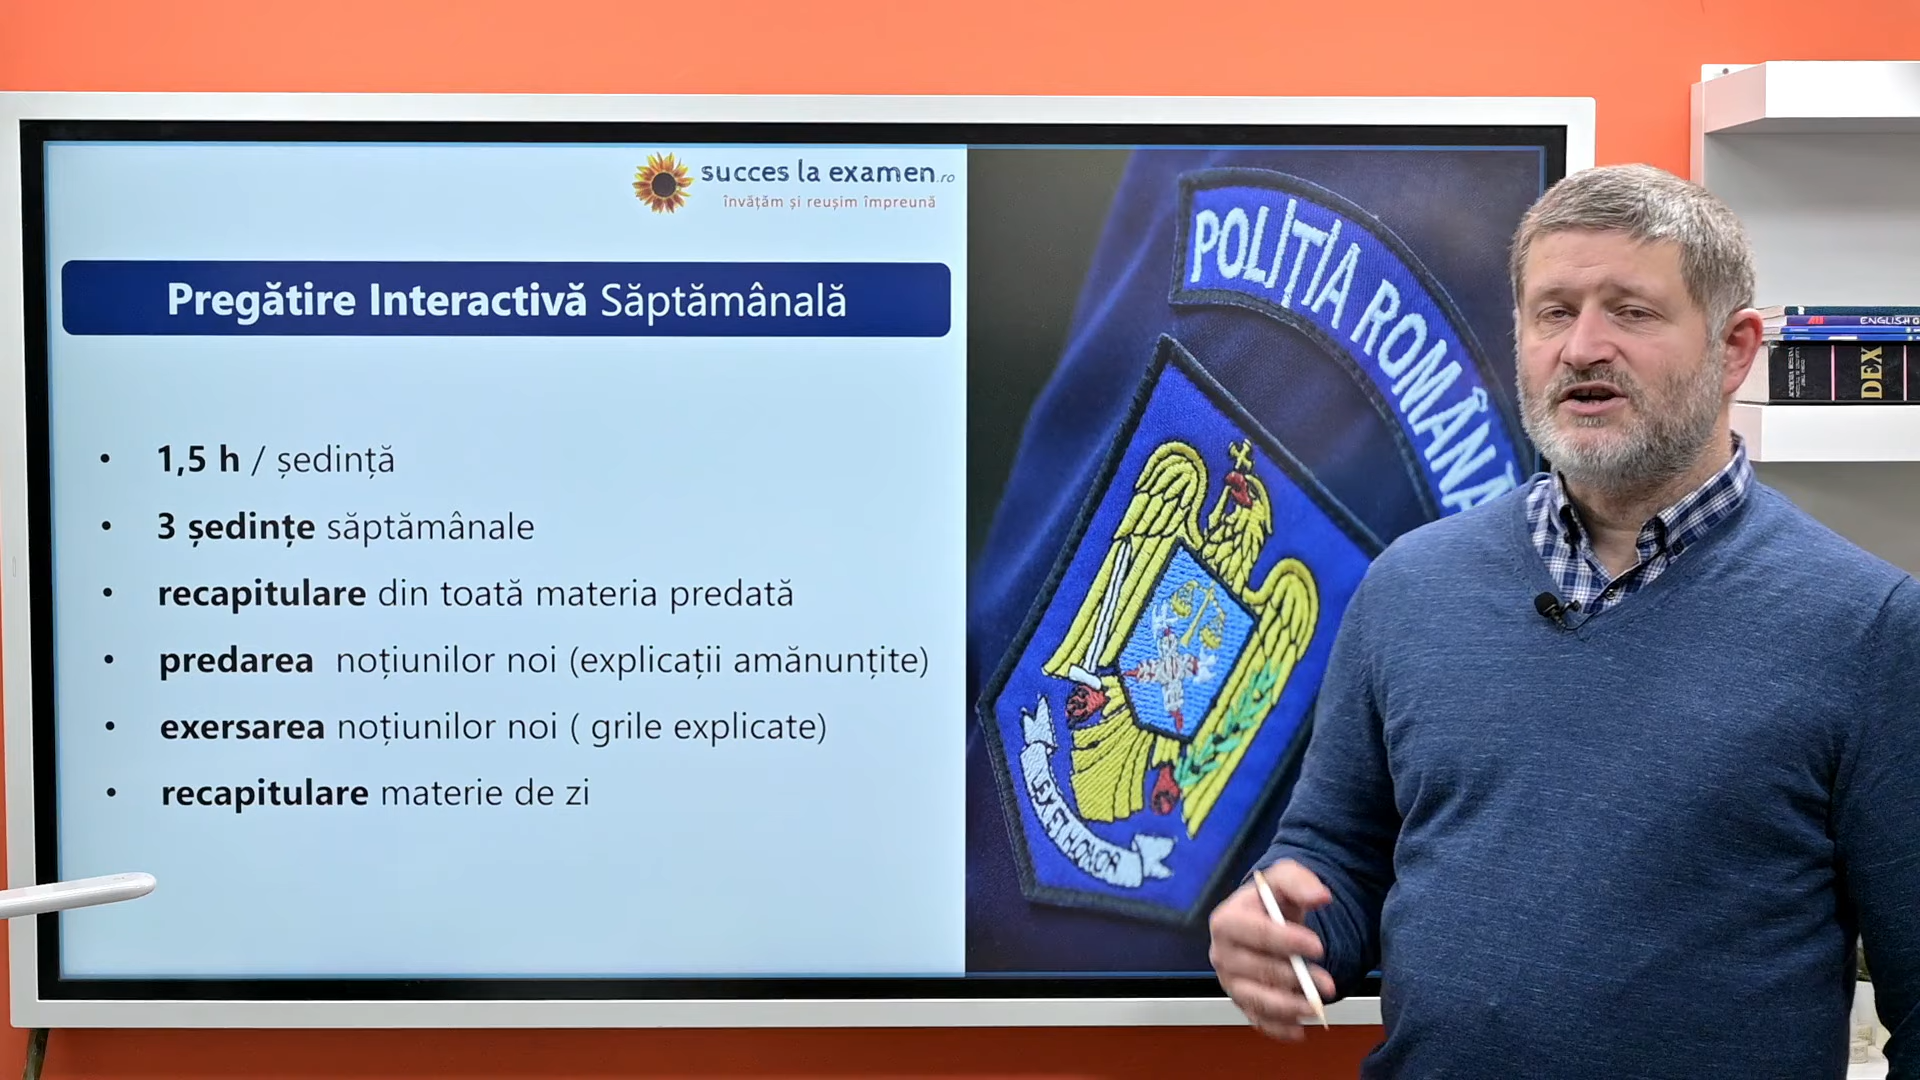 succes la examen.ro
învățăm și reușim împreună
Pregătire Interactivă Săptămânală
• 1,5 h / ședință
• 3 ședințe săptămânale
• recapitulare din toată materia predată
• predarea noțiunilor noi (explicații amănunțite)
• exersarea noțiunilor noi ( grile explicate)
• recapitulare materie de zi
POLIȚIA ROMÂNĂ
LEX ET HONOR
ENGLISH
DEX